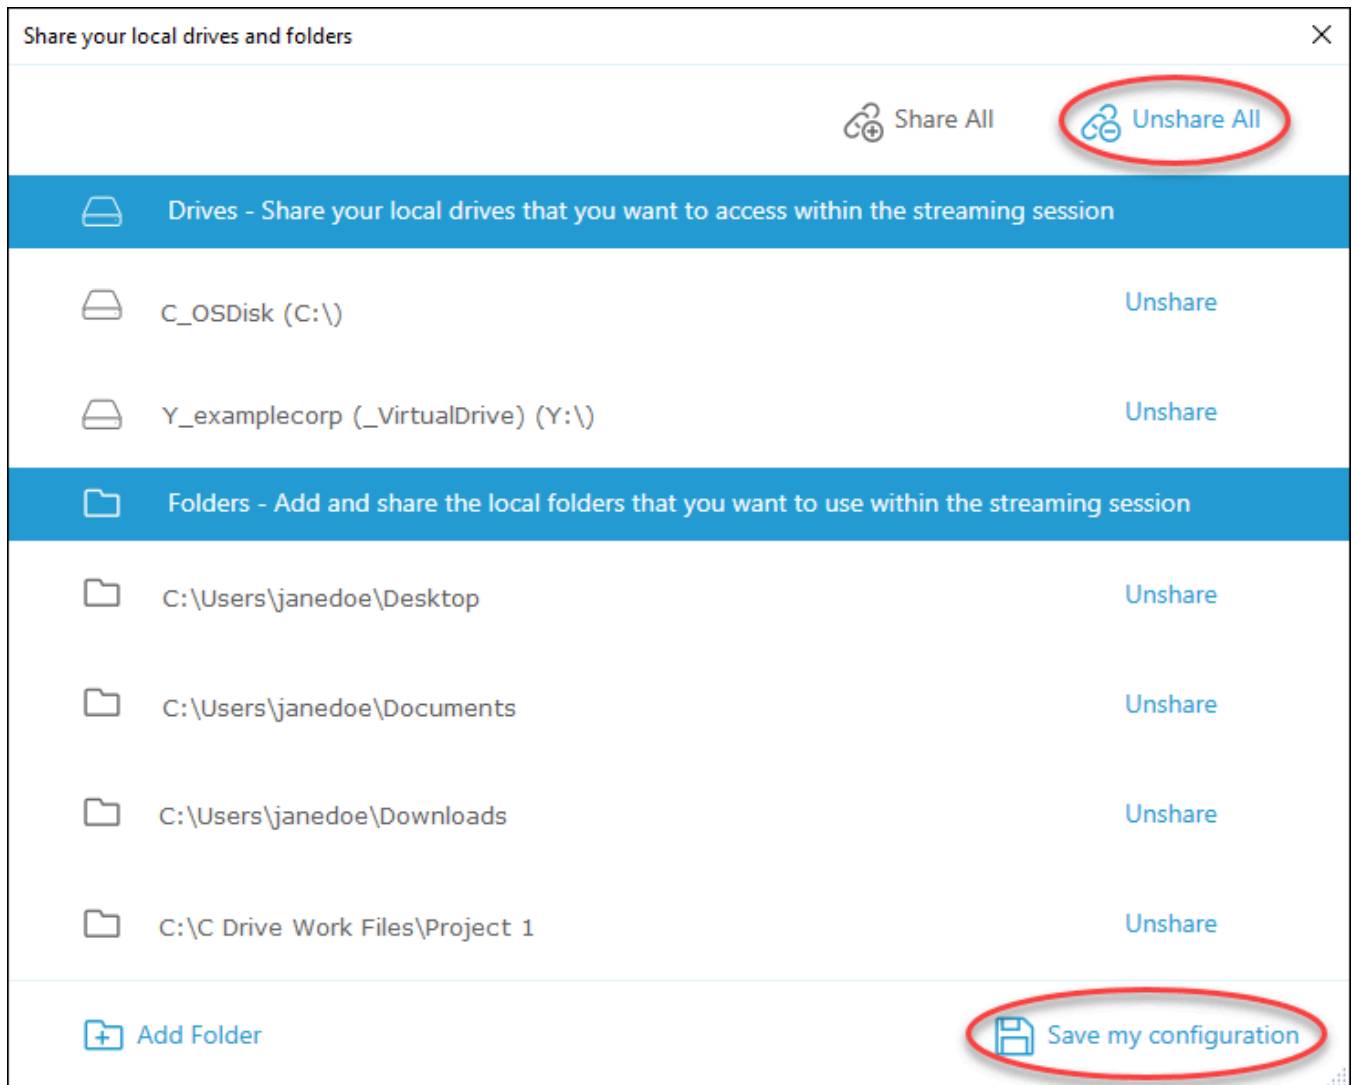 Share your local drives and folders
Share All
Unshare All
Drives - Share your local drives that you want to access within the streaming session
C_OSDisk (C:\)
Unshare
Y_examplecorp (_VirtualDrive) (Y:\)
Unshare
Folders - Add and share the local folders that you want to use within the streaming session
C:\Users\janedoe\Desktop
Unshare
C:\Users\janedoe\Documents
Unshare
C:\Users\janedoe\Downloads
Unshare
C:\C Drive Work Files\Project 1
Unshare
Add Folder
Save my configuration